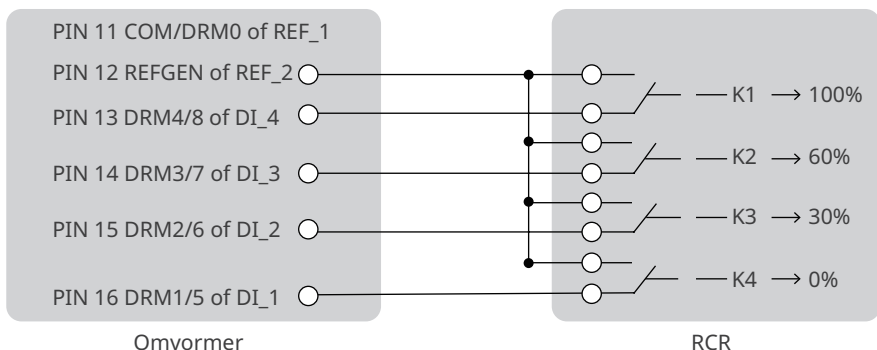 PIN 11 COM/DRM0 of REF_1
PIN 12 REFGEN of REF_2
PIN 13 DRM4/8 of DI_4
PIN 14 DRM3/7 of DI_3
PIN 15 DRM2/6 of DI_2
PIN 16 DRM1/5 of DI_1
Omvormer
K1 → 100%
K2 → 60%
K3 → 30%
K4 → 0%
RCR